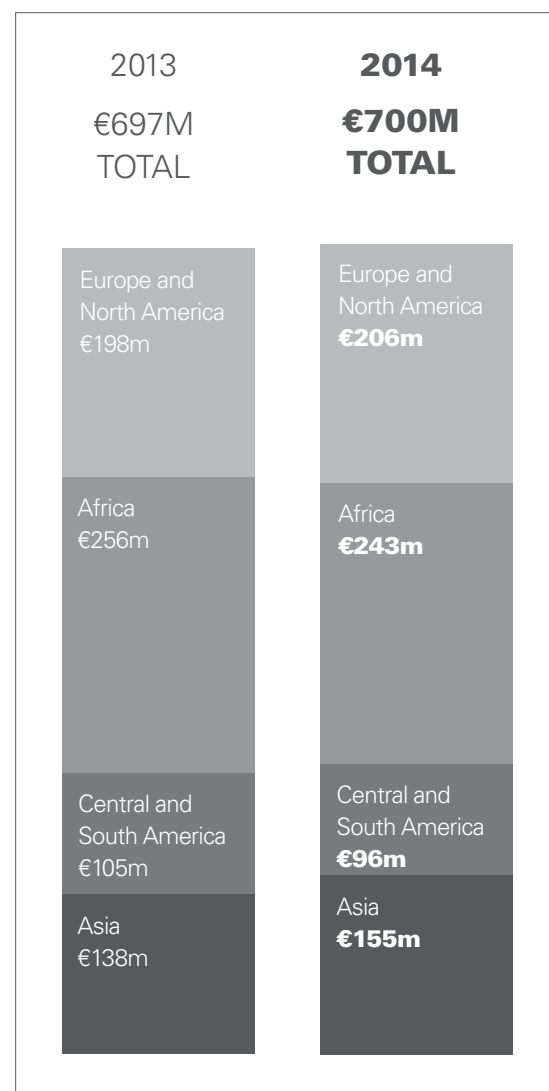 2013
€697M
TOTAL
Europe and
North America
€198m
Africa
€256m
Central and
South America
€105m
Asia
€138m
2014
€700M
TOTAL
Europe and
North America
€206m
Africa
€243m
Central and
South America
€96m
Asia
€155m